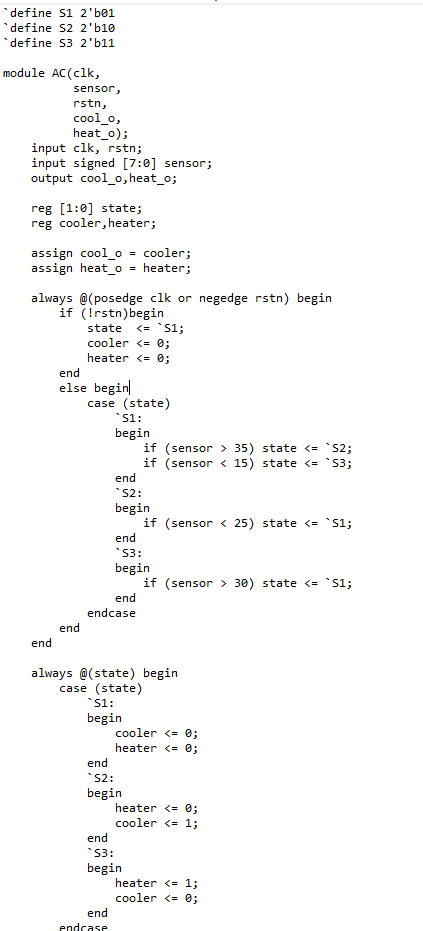 `define S1 2'b01
`define S2 2'b10
`define S3 2'b11

module AC(clk,
          sensor,
          rstn,
          cool_o,
          heat_o);
    input clk, rstn;
    input signed [7:0] sensor;
    output cool_o,heat_o;

    reg [1:0] state;
    reg cooler,heater;

    assign cool_o = cooler;
    assign heat_o = heater;

    always @(posedge clk or negedge rstn) begin
        if (!rstn)begin
            state  <= `S1;
            cooler <= 0;
            heater <= 0;
        end
        else begin
            case (state)
                `S1:
                begin
                    if (sensor > 35) state <= `S2;
                    if (sensor < 15) state <= `S3;
                end
                `S2:
                begin
                    if (sensor < 25) state <= `S1;
                end
                `S3:
                begin
                    if (sensor > 30) state <= `S1;
                end
            endcase
        end
    end

    always @(state) begin
        case (state)
            `S1:
            begin
                cooler <= 0;
                heater <= 0;
            end
            `S2:
            begin
                heater <= 0;
                cooler <= 1;
            end
            `S3:
            begin
                heater <= 1;
                cooler <= 0;
            end
        endcase